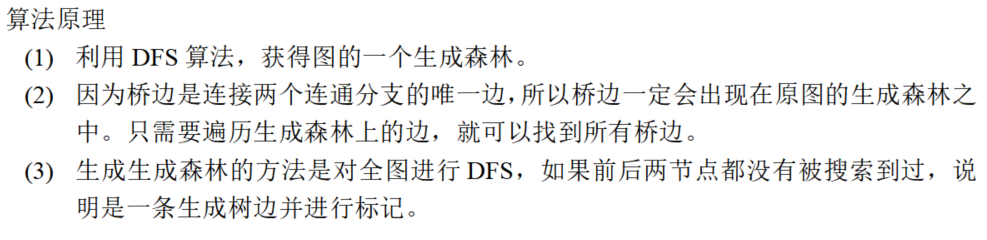 算法原理
(1) 利用 DFS 算法，获得图的一个生成森林。
(2) 因为桥边是连接两个连通分支的唯一边，所以桥边一定会出现在原图的生成森林之
中。只需要遍历生成森林上的边，就可以找到所有桥边。
(3) 生成生成森林的方法是对全图进行 DFS，如果前后两节点都没有被搜索到过，说
明是一条生成树边并进行标记。